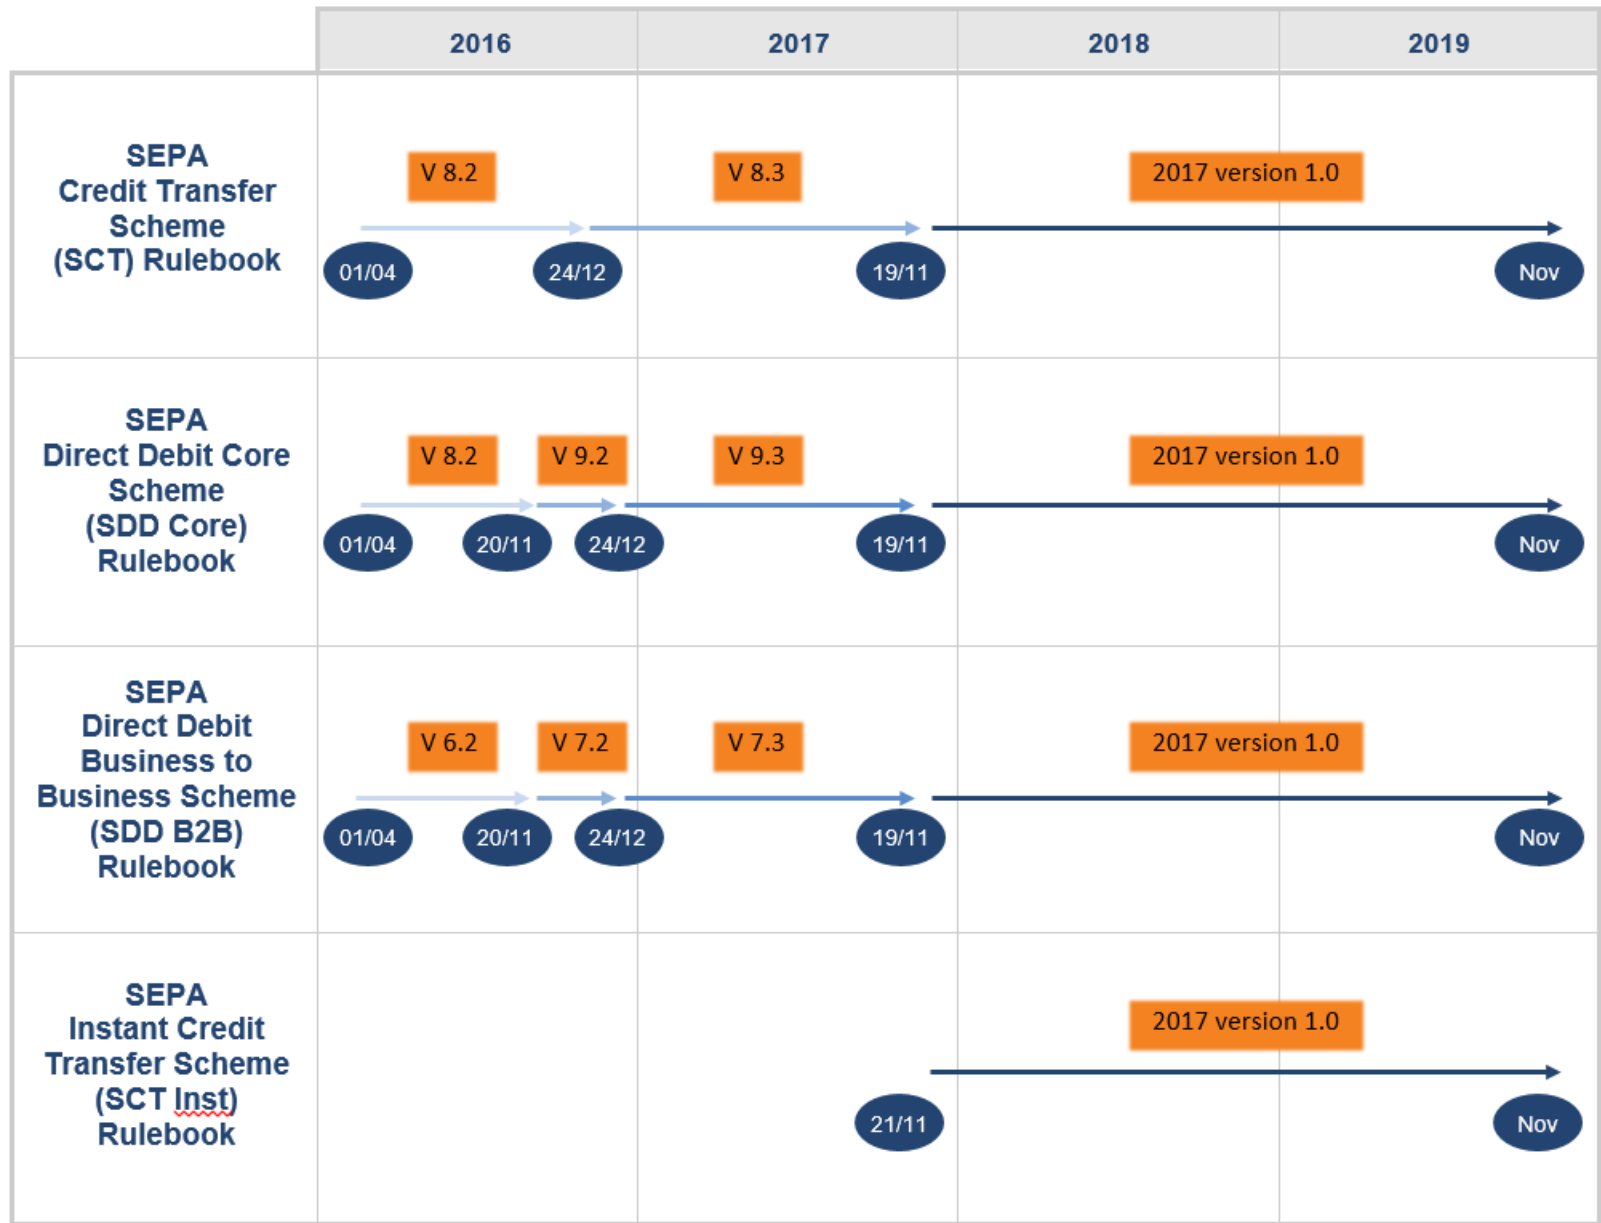 2016 2017 2018 2019
SEPA
Credit Transfer
Scheme
(SCT) Rulebook
V 8.2 V 8.3 2017 version 1.0
01/04 24/12 19/11 Nov
SEPA
Direct Debit Core
Scheme
(SDD Core)
Rulebook
V 8.2 V 9.2 V 9.3 2017 version 1.0
01/04 20/11 24/12 19/11 Nov
SEPA
Direct Debit
Business to
Business Scheme
(SDD B2B)
Rulebook
V 6.2 V 7.2 V 7.3 2017 version 1.0
01/04 20/11 24/12 19/11 Nov
SEPA
Instant Credit
Transfer Scheme
(SCT Inst)
Rulebook
2017 version 1.0
21/11 Nov